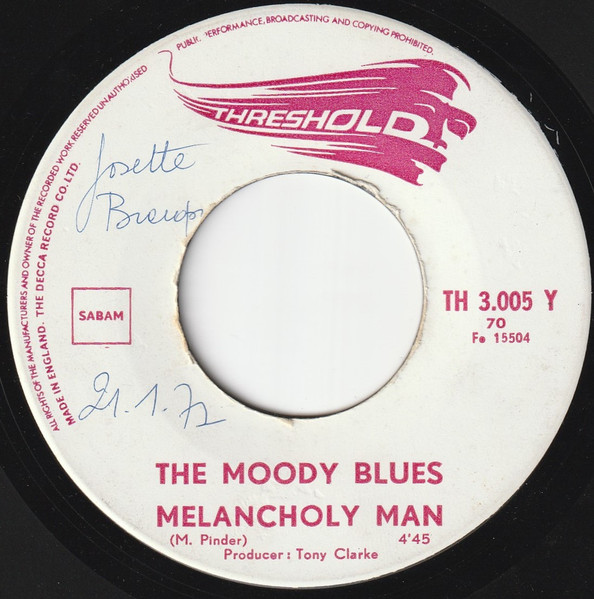 ALL RIGHTS OF THE MANUFACTURERS AND OWNER OF THE RECORDED WORK RESERVED UNAUTHORISED PUBLIC PERFORMANCE, BROADCASTING AND COPYING PROHIBITED.
MADE IN ENGLAND. THE DECCA RECORD CO. LTD.
THRESHOLD
Josette
SABAM
TH 3.005 Y
70
Fe 15504
21.1.72
THE MOODY BLUES
MELANCHOLY MAN
(M. Pinder) 4'45
Producer: Tony Clarke